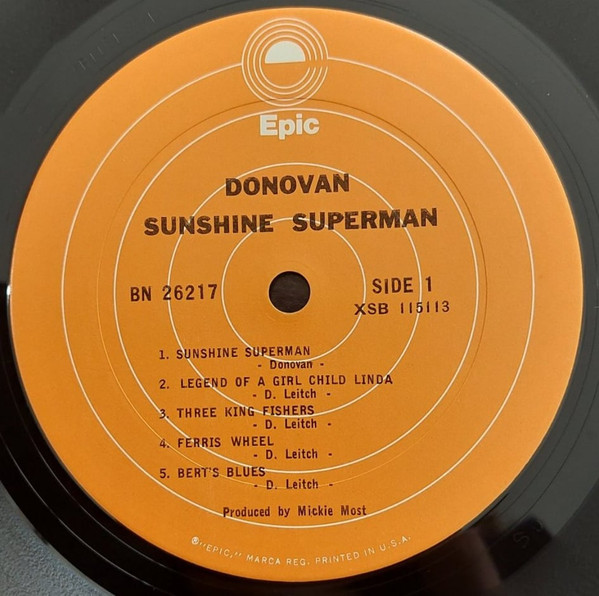 Epic
DONOVAN
SUNSHINE SUPERMAN
BN 26217
SIDE 1
XSB 115113
1. SUNSHINE SUPERMAN
- Donovan -
2. LEGEND OF A GIRL CHILD LINDA
- D. Leitch -
3. THREE KING FISHERS
- D. Leitch -
4. FERRIS WHEEL
- D. Leitch -
5. BERT'S BLUES
- D. Leitch -
Produced by Mickie Most
®"EPIC," MARCA REG. PRINTED IN U.S.A.